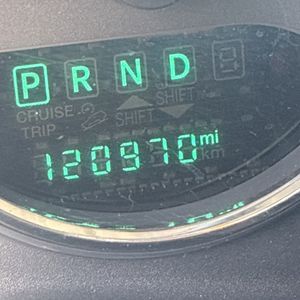 P R N D
CRUISE
TRIP SHIFT SHIFT
120970 mi
km